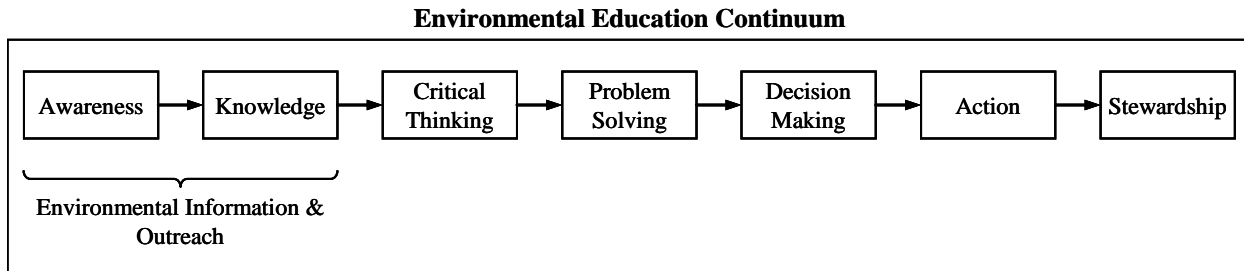 Environmental Education Continuum
Awareness
Knowledge
Critical
Thinking
Problem
Solving
Decision
Making
Action
Stewardship
Environmental Information &
Outreach